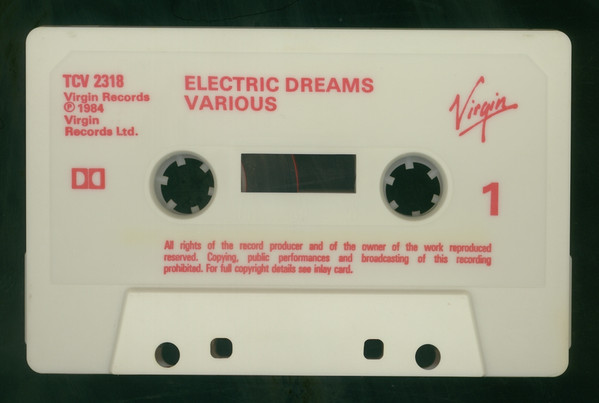 TCV 2318
Virgin Records
℗ 1984
Virgin
Records Ltd.
ELECTRIC DREAMS
VARIOUS
Virgin
1
All rights of the record producer and of the owner of the work reproduced
reserved. Copying, public performances and broadcasting of this recording
prohibited. For full copyright details see inlay card.